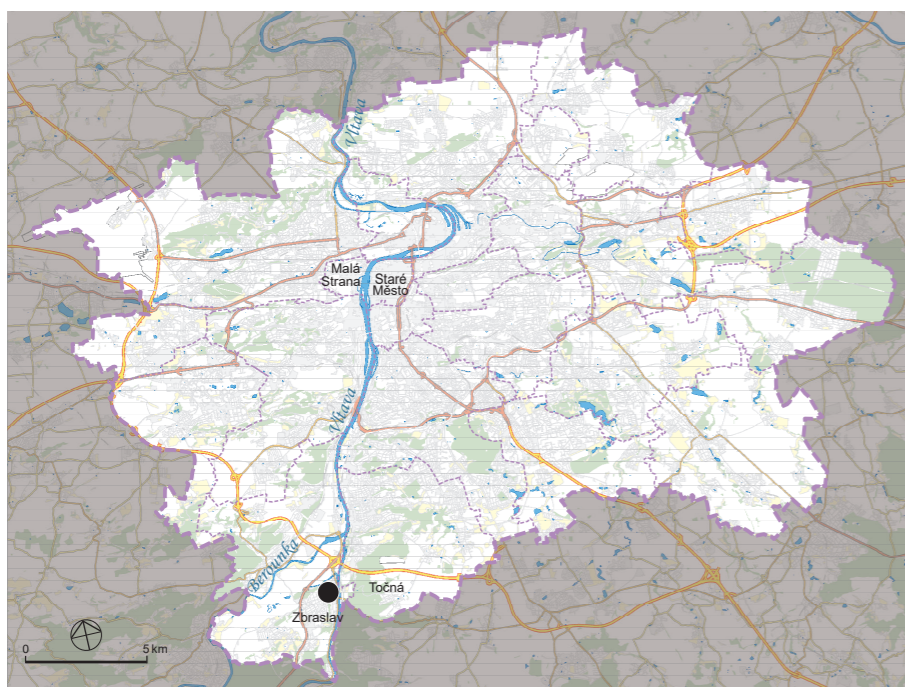 Vltava
Malá
Strana
Staré
Město
Vltava
Berounka
Točná
Zbraslav
0
5 km